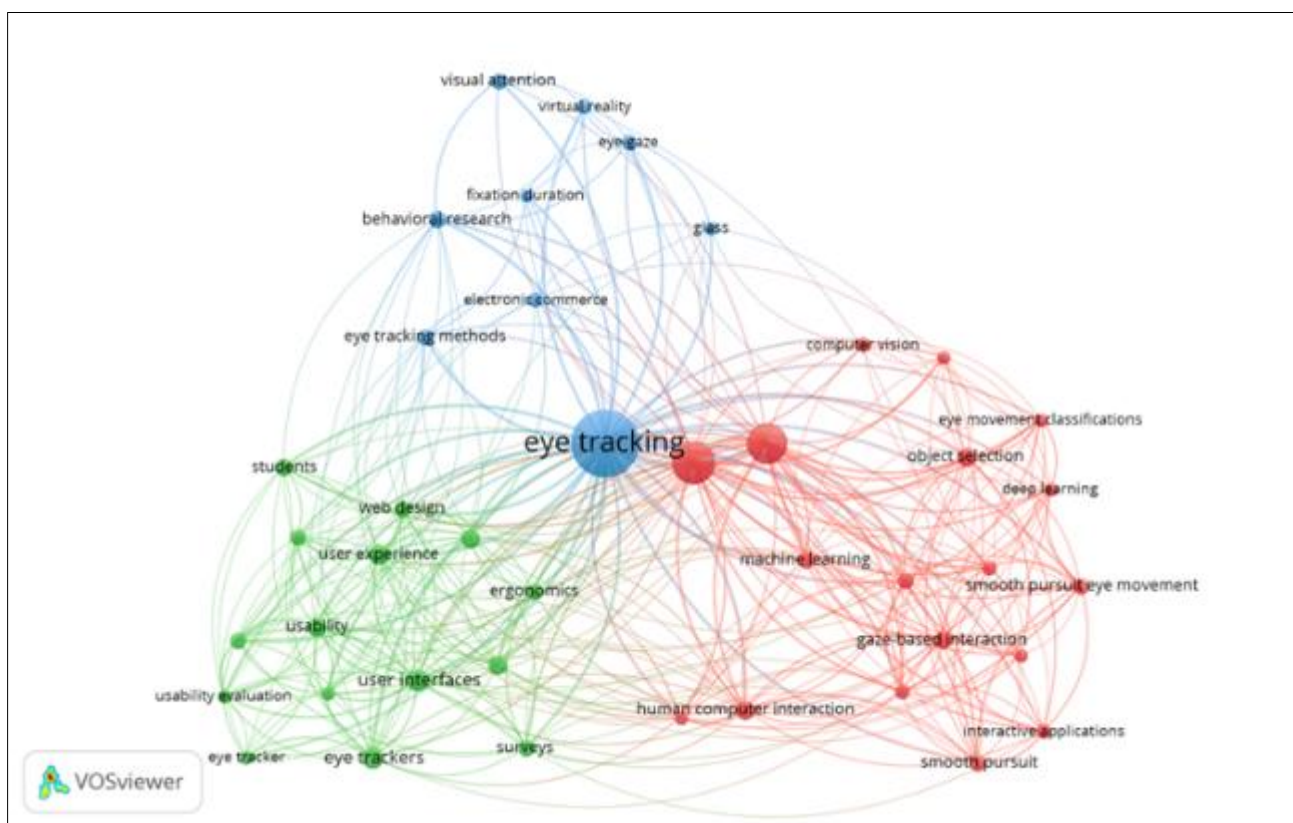 visual attention
virtual reality
eye gaze
fixation duration
behavioral research
glass
electronic commerce
eye tracking methods
computer vision
eye movement classifications
eye tracking
object selection
students
deep learning
web design
user experience
machine learning
smooth pursuit eye movement
ergonomics
usability
gaze-based interaction
user interfaces
usability evaluation
human computer interaction
interactive applications
surveys
eye tracker
eye trackers
smooth pursuit
VOSviewer